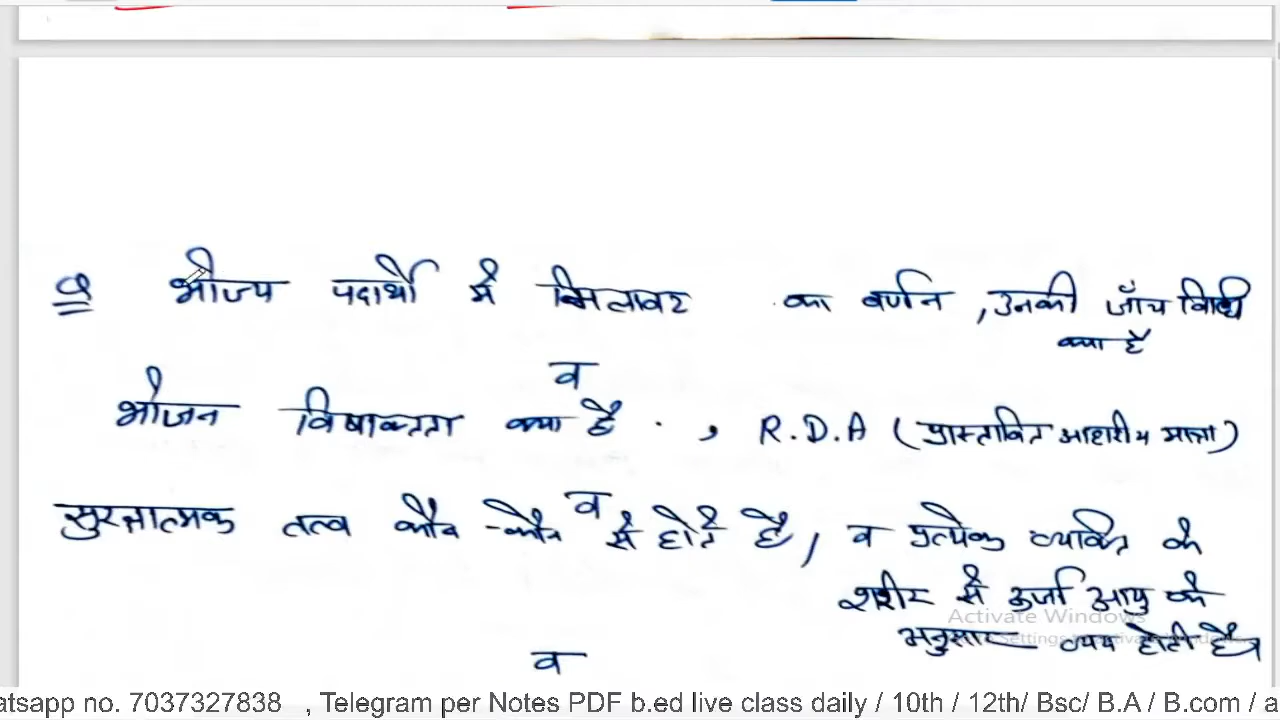 Q भोज्य पदार्थों में मिलावट का वर्णन , उनकी जाँच विधि
क्या है
व
भोजन विषाक्तता क्या है . , R.D.A (प्रास्तावित आहारीय मात्रा)
व
सुरक्षात्मक तत्व कौन -कौन से होते है, व प्रत्येक व्यक्ति के
शरीर से ऊर्जा आयु के
Activate Windows
अनुसार व्यय होती है।
व
atsapp no. 7037327838 , Telegram per Notes PDF b.ed live class daily / 10th / 12th/ Bsc/ B.A / B.com / a